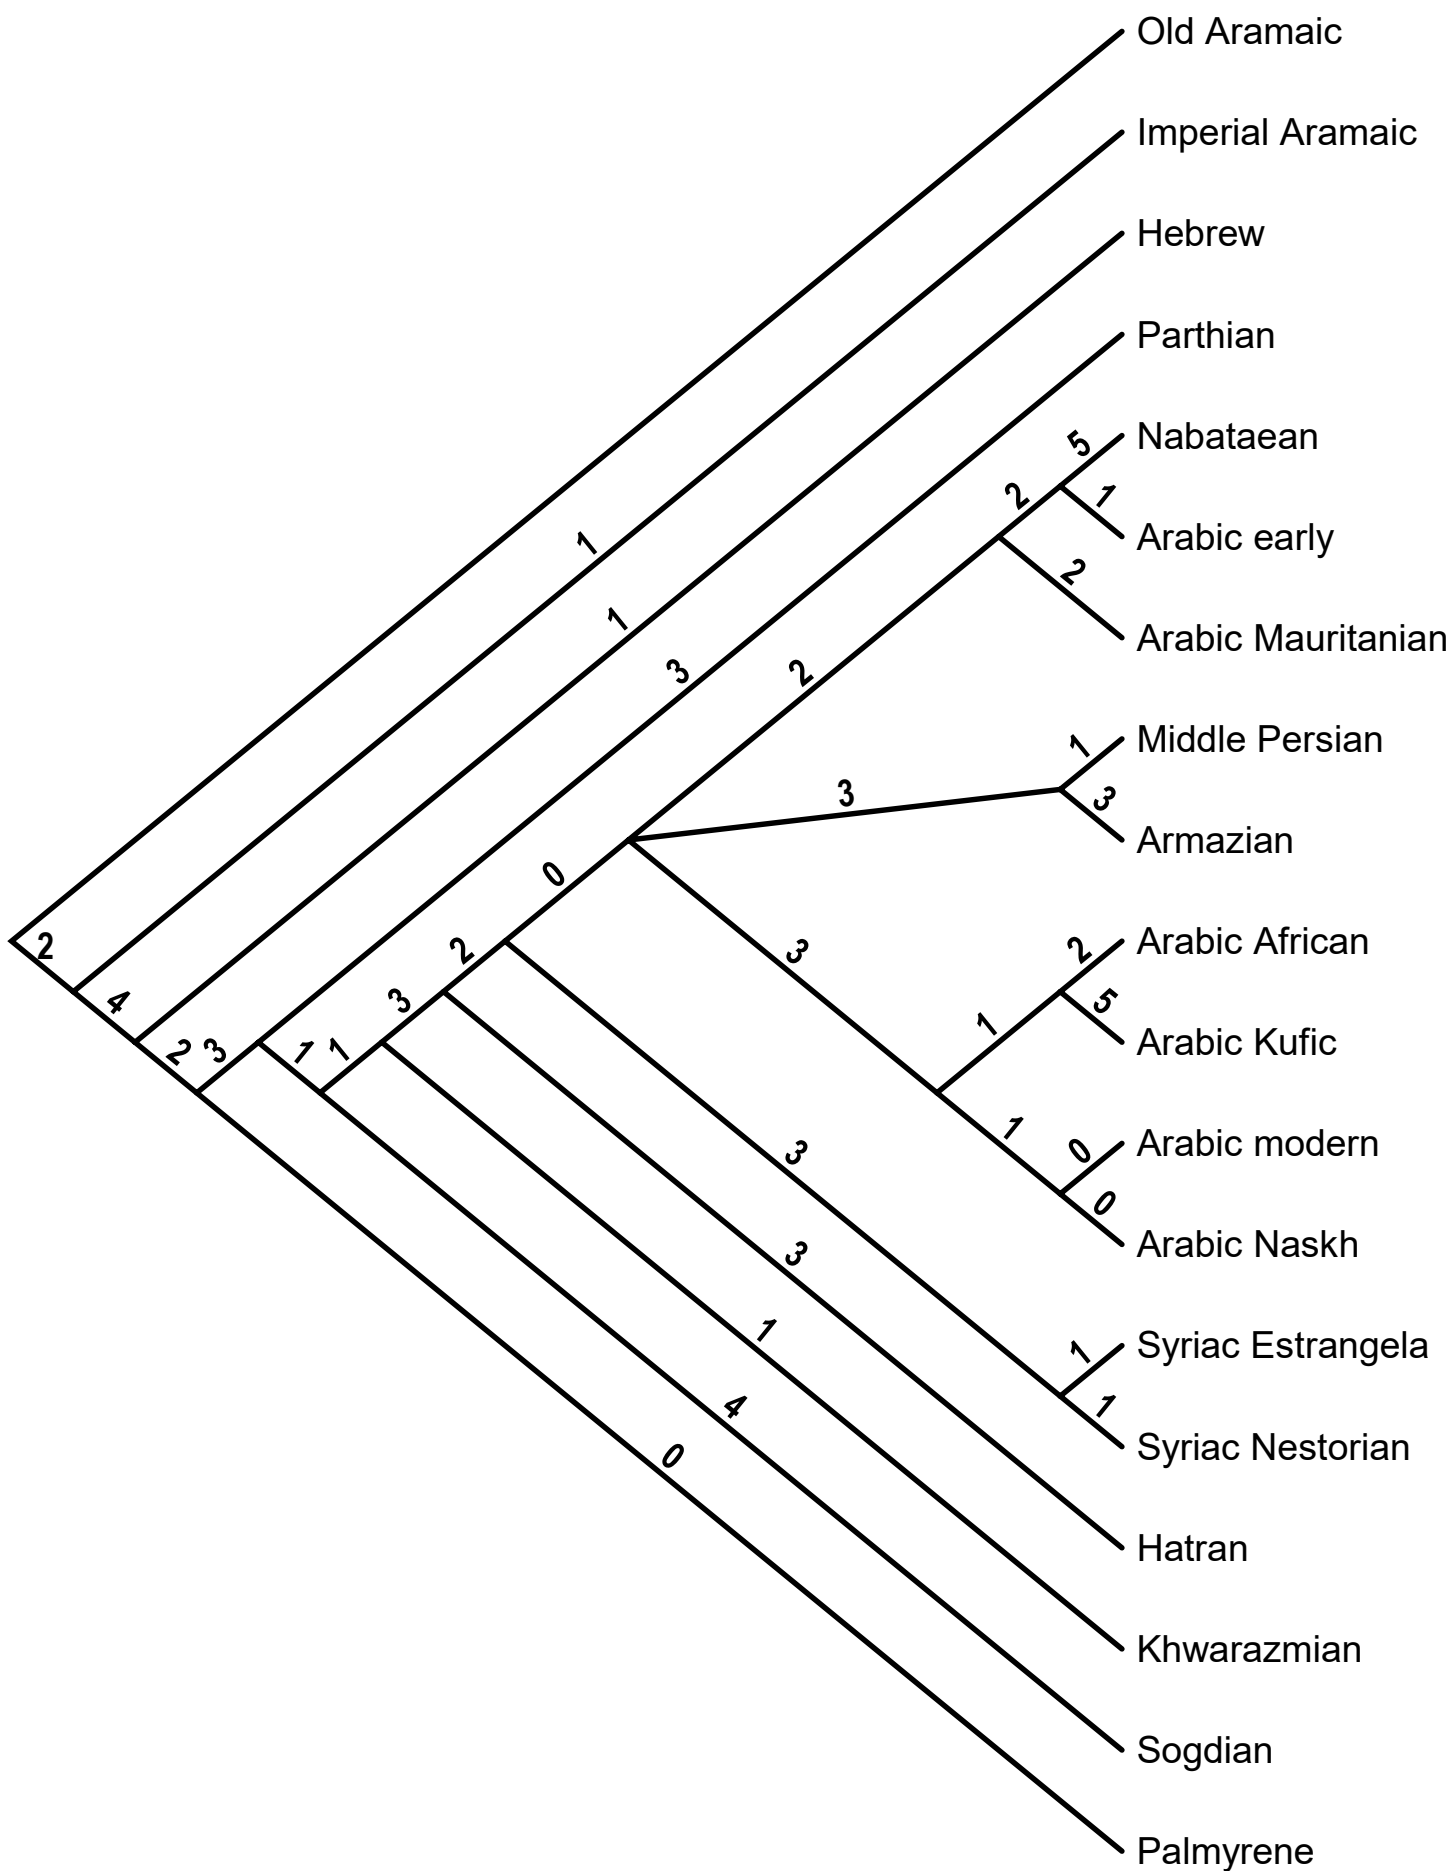 Old Aramaic
Imperial Aramaic
Hebrew
Parthian
5 Nabataean
2 1
Arabic early
1 2
1 Arabic Mauritanian
3 2
1 Middle Persian
3 3
Armazian
0
2 2 3 2 Arabic African
4 3 1 5
2 3 1 1 Arabic Kufic
1 0 Arabic modern
3 0
3 Arabic Naskh
1 1 Syriac Estrangela
4 1
0 Syriac Nestorian
Hatran
Khwarazmian
Sogdian
Palmyrene